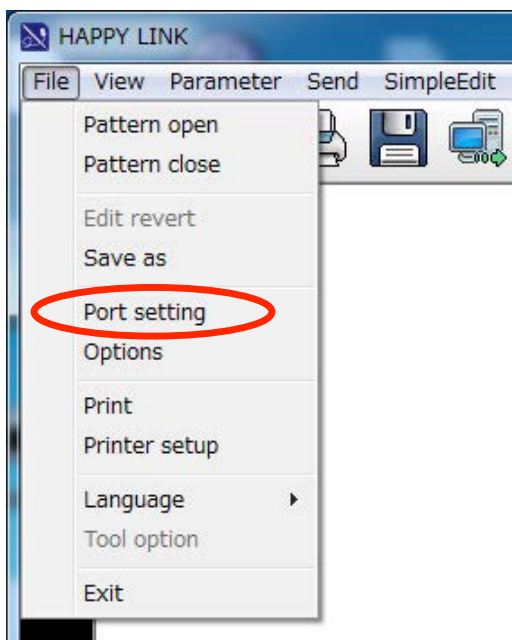 HAPPY LINK
File View Parameter Send SimpleEdit
Pattern open
Pattern close
Edit revert
Save as
Port setting
Options
Print
Printer setup
Language
Tool option
Exit